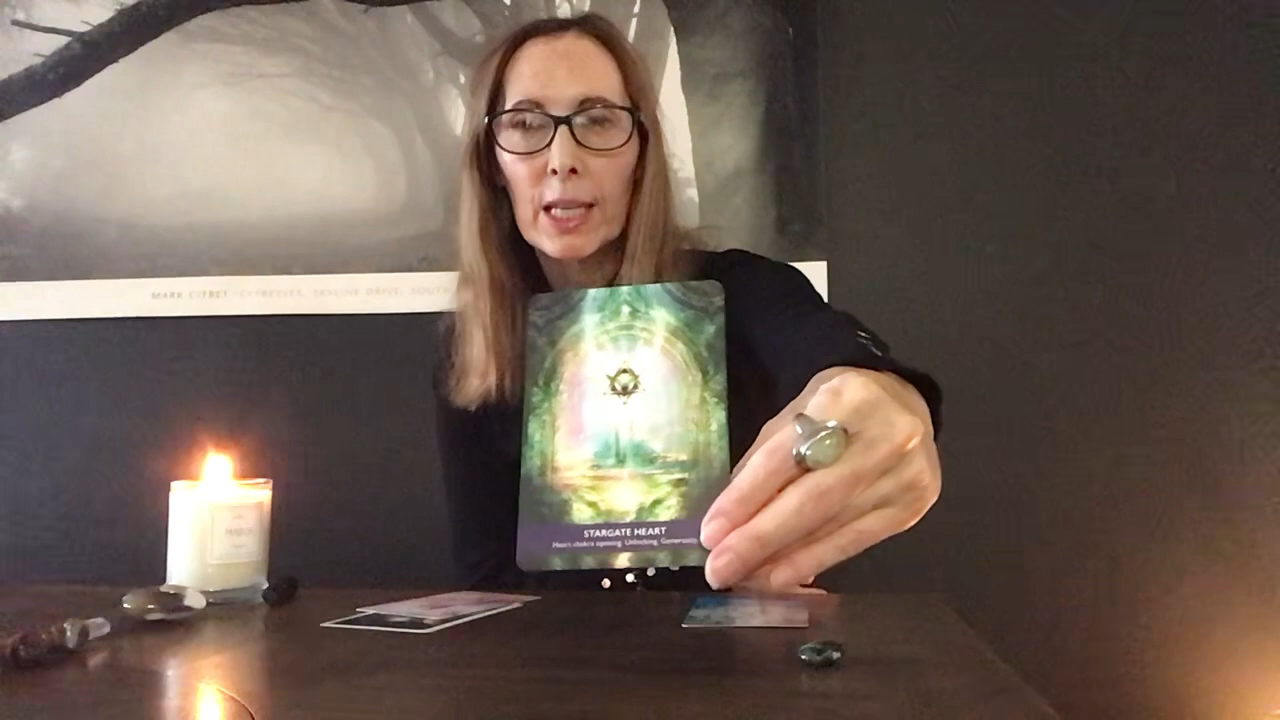 MARK CITRET CYPRESSES, SKYLINE DRIVE, SOUTH
STARGATE HEART
Heart chakra opening. Unlocking. Generosity